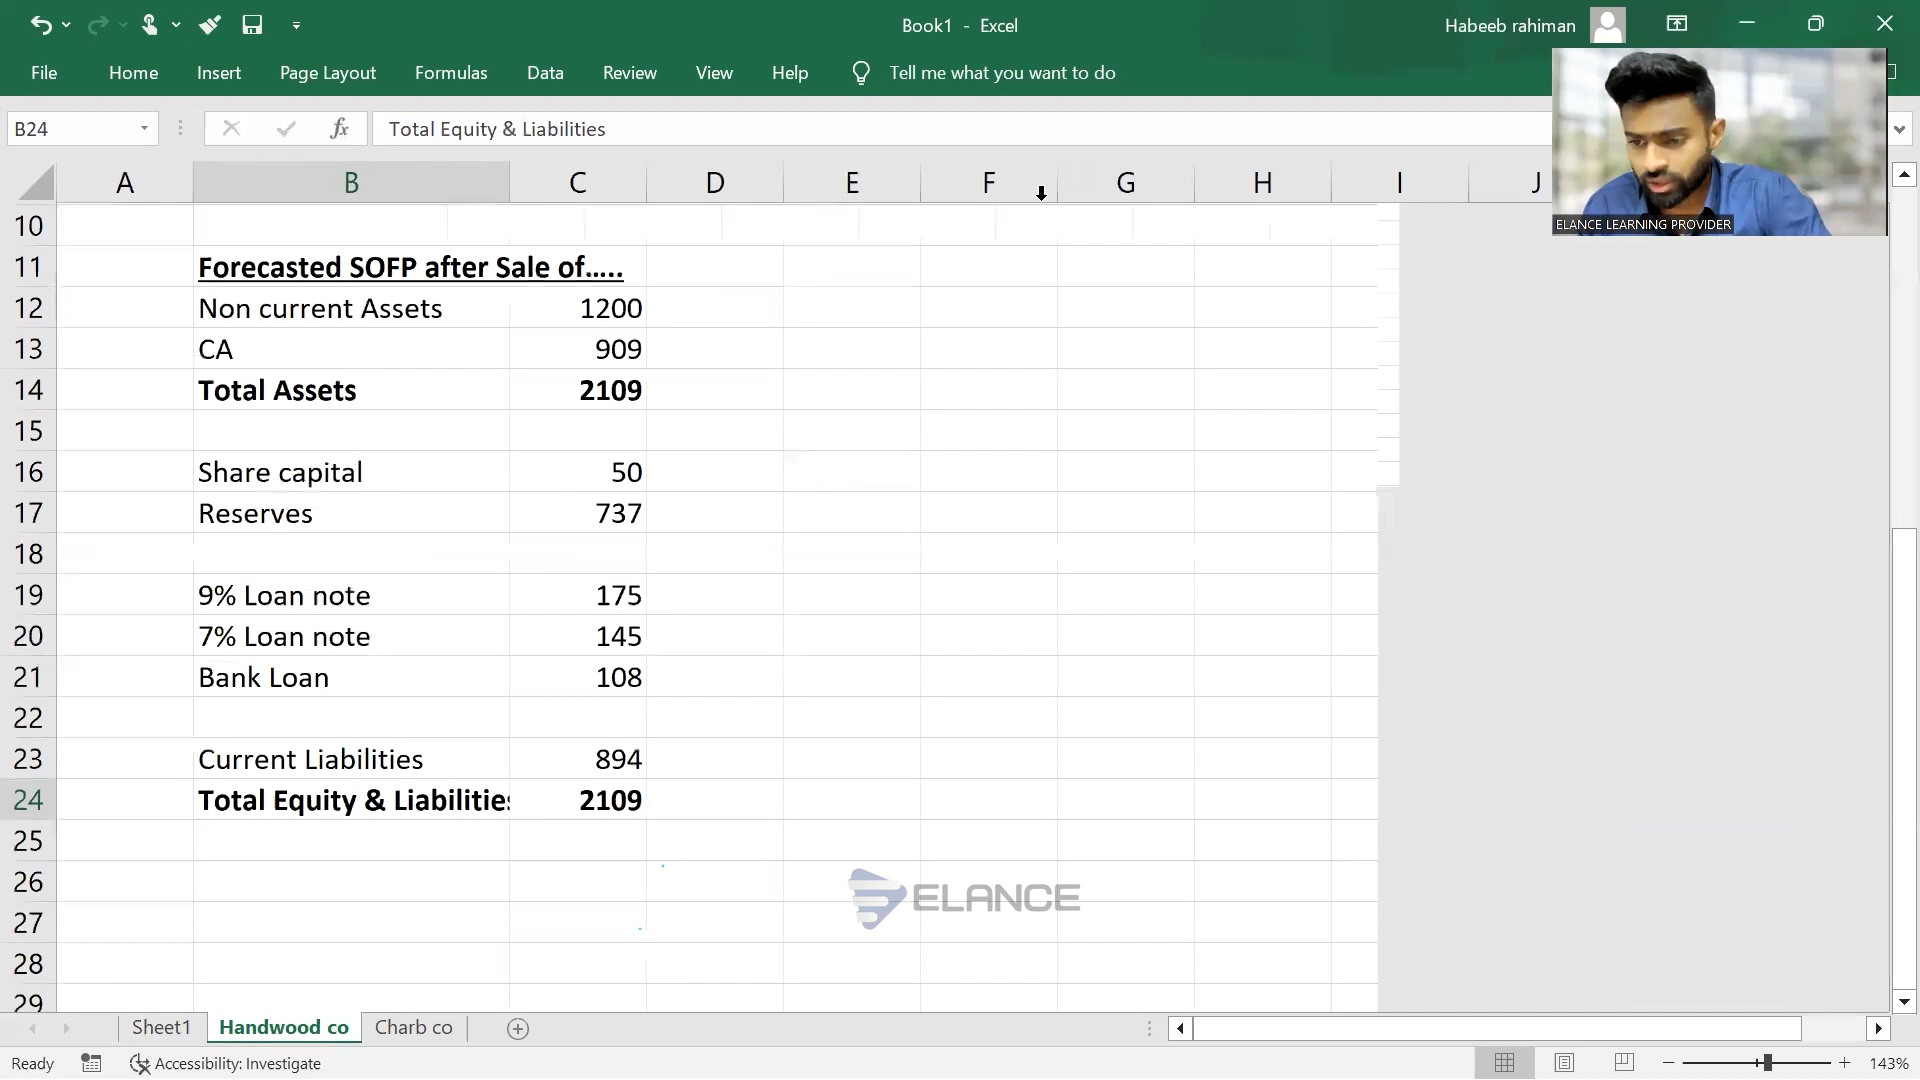 Book1 - Excel
Habeeb rahiman
File Home Insert Page Layout Formulas Data Review View Help Tell me what you want to do
B24
fx
Total Equity & Liabilities
ELANCE LEARNING PROVIDER
A B C D E F G H I J
10
11 Forecasted SOFP after Sale of.....
12 Non current Assets 1200
13 CA 909
14 Total Assets 2109
15
16 Share capital 50
17 Reserves 737
18
19 9% Loan note 175
20 7% Loan note 145
21 Bank Loan 108
22
23 Current Liabilities 894
24 Total Equity & Liabilities 2109
25
26
ELANCE
27
28
29
Sheet1 Handwood co Charb co
Ready Accessibility: Investigate 143%